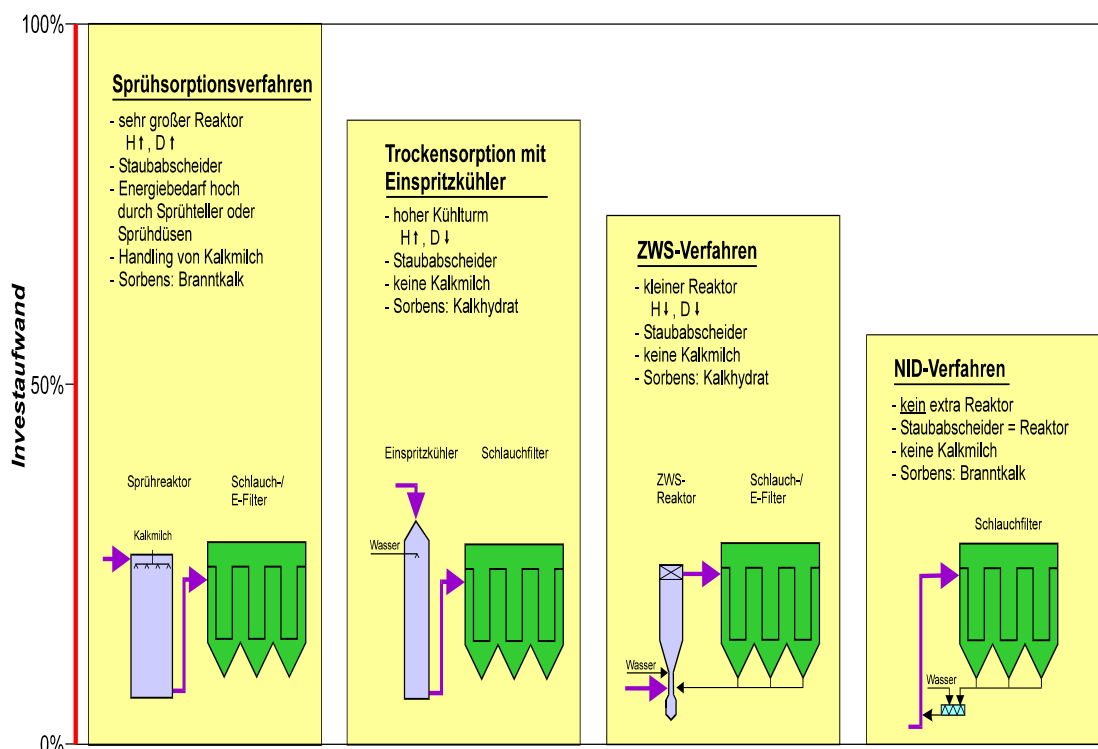 100%
50%
0%
Investaufwand
Sprühsorptionsverfahren
- sehr großer Reaktor
H↑, D↑
- Staubabscheider
- Energiebedarf hoch
durch Sprühteller oder
Sprühdüsen
- Handling von Kalkmilch
- Sorbens: Branntkalk
Sprühreaktor
Schlauch-/
E-Filter
Kalkmilch
Trockensorption mit
Einspritzkühler
- hoher Kühlturm
H↑, D↓
- Staubabscheider
- keine Kalkmilch
- Sorbens: Kalkhydrat
Einspritzkühler
Schlauchfilter
Wasser
ZWS-Verfahren
- kleiner Reaktor
H↓, D↓
- Staubabscheider
- keine Kalkmilch
- Sorbens: Kalkhydrat
ZWS-
Reaktor
Schlauch-/
E-Filter
Wasser
NID-Verfahren
- kein extra Reaktor
- Staubabscheider = Reaktor
- keine Kalkmilch
- Sorbens: Branntkalk
Schlauchfilter
Wasser